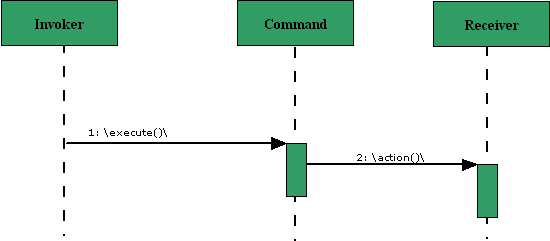 Invoker
Command
Receiver
1: \execute()\
2: \action()\